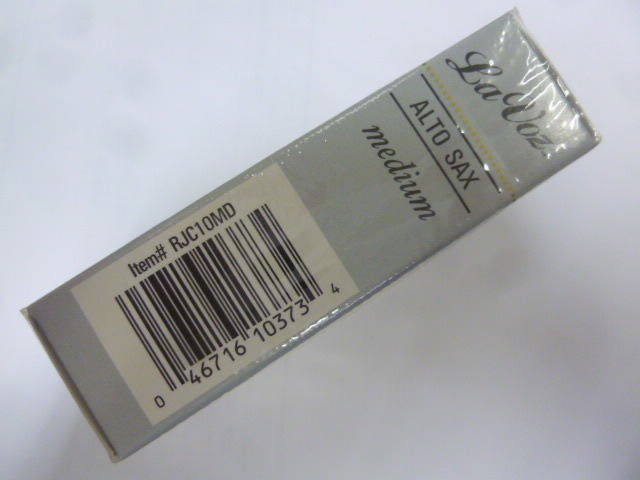 La Voz
ALTO SAX
medium
Item# RJC10MD
0 46716 10373 4